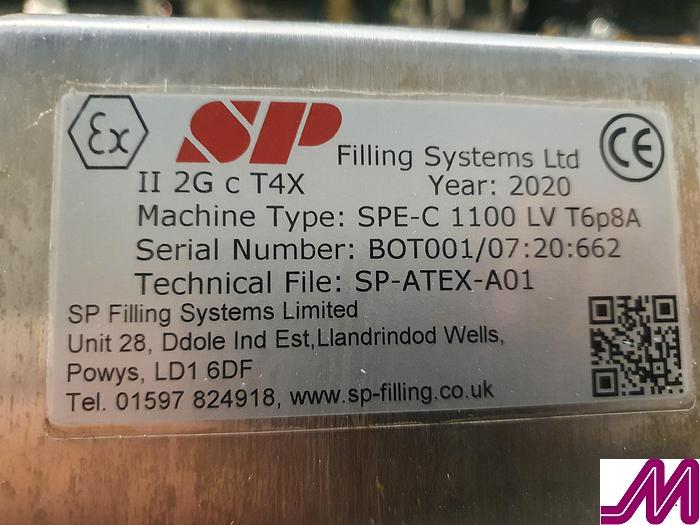 Ex
SP Filling Systems Ltd
CE
II 2G c T4X Year: 2020
Machine Type: SPE-C 1100 LV T6p8A
Serial Number: BOT001/07:20:662
Technical File: SP-ATEX-A01
SP Filling Systems Limited
Unit 28, Ddole Ind Est,Llandrindod Wells,
Powys, LD1 6DF
Tel. 01597 824918, www.sp-filling.co.uk
M